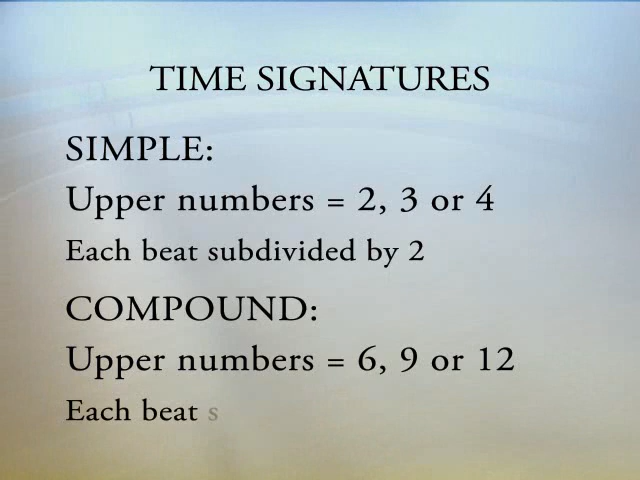 TIME SIGNATURES
SIMPLE:
Upper numbers = 2, 3 or 4
Each beat subdivided by 2
COMPOUND:
Upper numbers = 6, 9 or 12
Each beat s